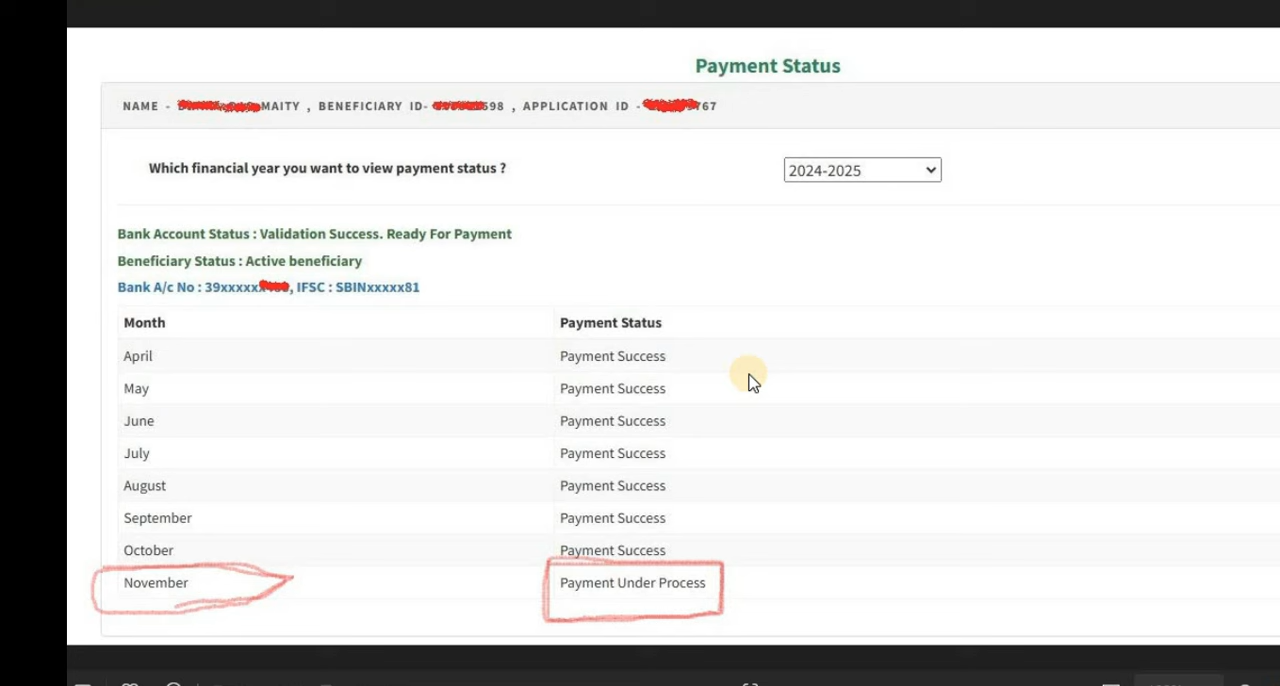 Payment Status
NAME - MAITY , BENEFICIARY ID- 598 , APPLICATION ID - 767
Which financial year you want to view payment status ? 2024-2025
Bank Account Status : Validation Success. Ready For Payment
Beneficiary Status : Active beneficiary
Bank A/c No : 39xxxxx , IFSC : SBINxxxxx81
Month Payment Status
April Payment Success
May Payment Success
June Payment Success
July Payment Success
August Payment Success
September Payment Success
October Payment Success
November Payment Under Process